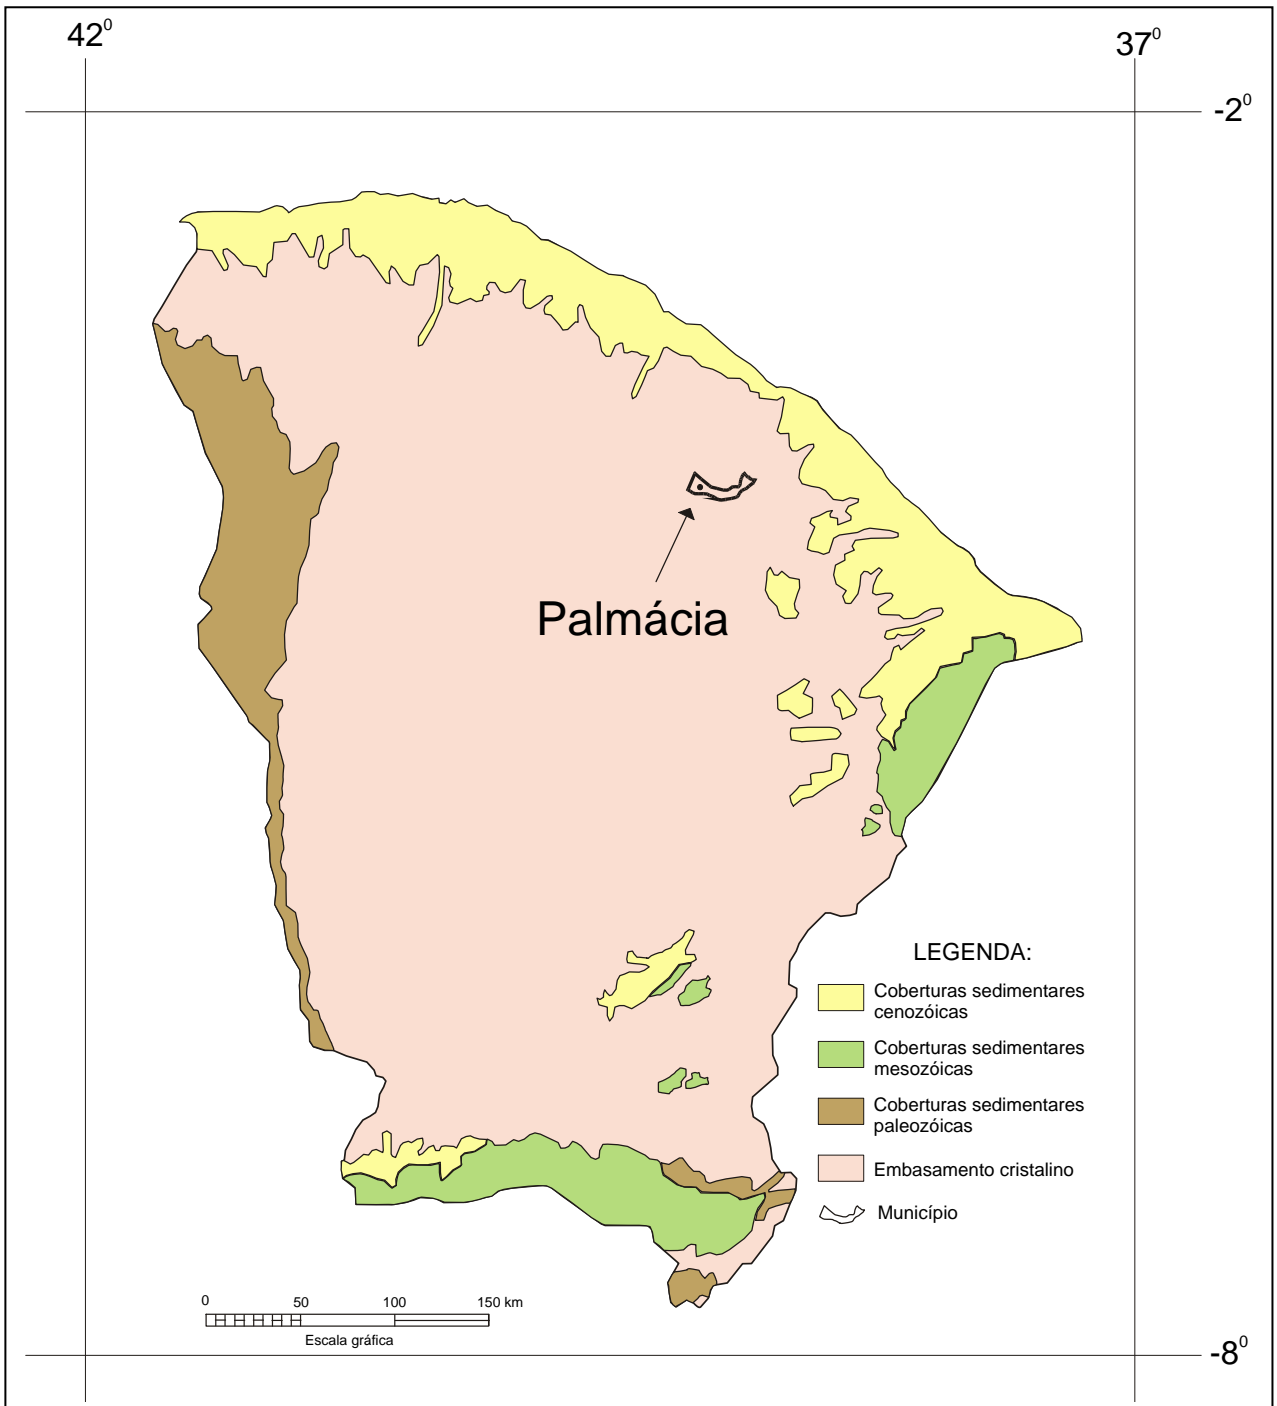 42⁰
37⁰
-2⁰
Palmácia
LEGENDA:
Coberturas sedimentares
cenozóicas
Coberturas sedimentares
mesozóicas
Coberturas sedimentares
paleozóicas
Embasamento cristalino
Município
0 50 100 150 km
Escala gráfica
-8⁰